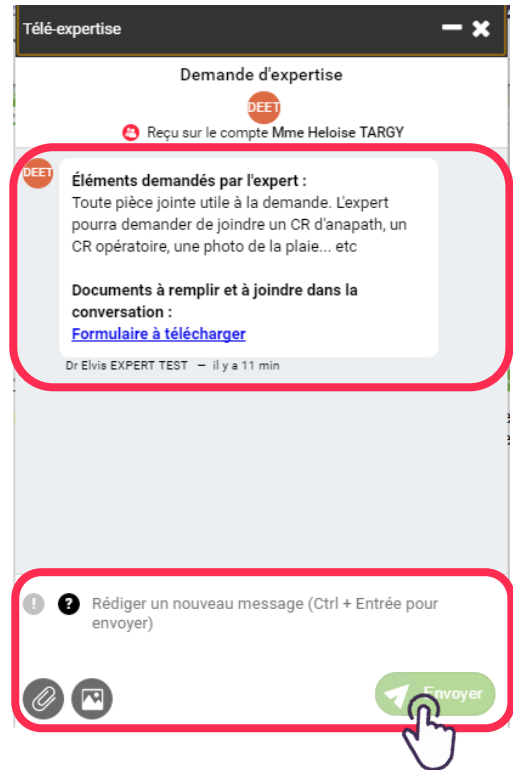 Télé-expertise
Demande d'expertise
DEET
Reçu sur le compte Mme Heloise TARGY
DEET
Éléments demandés par l'expert :
Toute pièce jointe utile à la demande. L'expert
pourra demander de joindre un CR d'anapath, un
CR opératoire, une photo de la plaie... etc
Documents à remplir et à joindre dans la
conversation :
Formulaire à télécharger
Dr Elvis EXPERT TEST – il y a 11 min
! ? Rédiger un nouveau message (Ctrl + Entrée pour
envoyer)
Envoyer